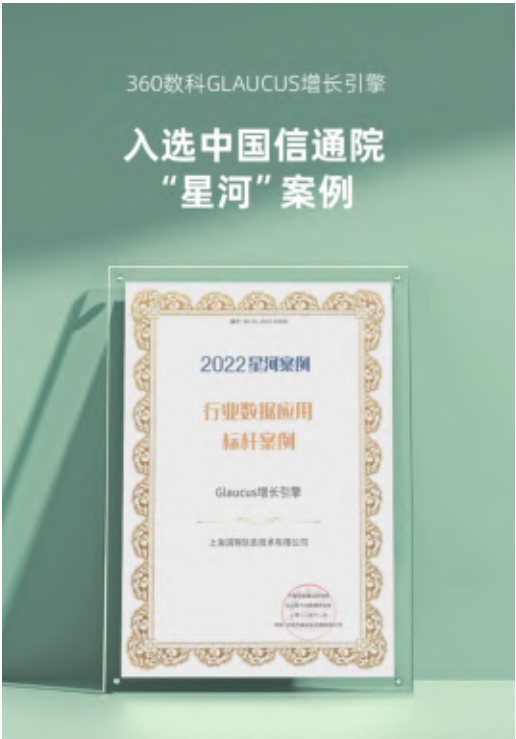 360数科GLAUCUS增长引擎
入选中国信通院
“星河”案例
2022星河案例
行业数据应用
标杆案例
Glaucus增长引擎